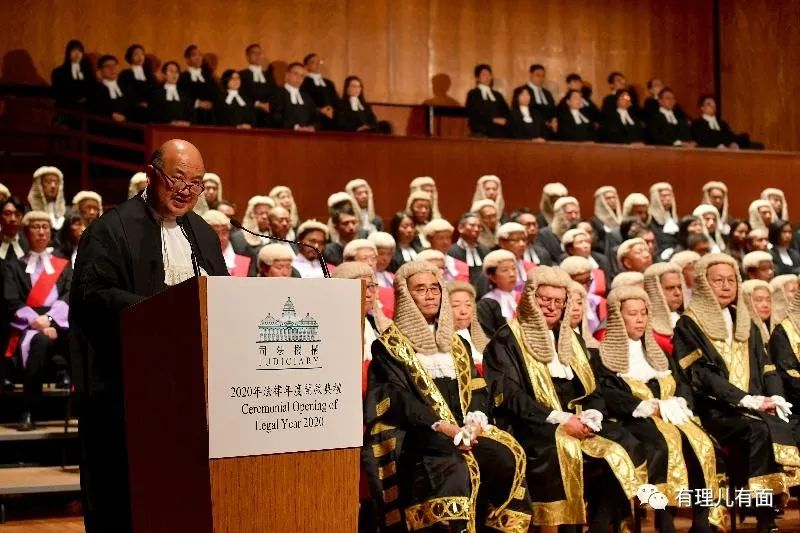 司法機構
JUDICIARY
2020年法律年度開啟典禮
Ceremonial Opening of
Legal Year 2020
有理儿有面